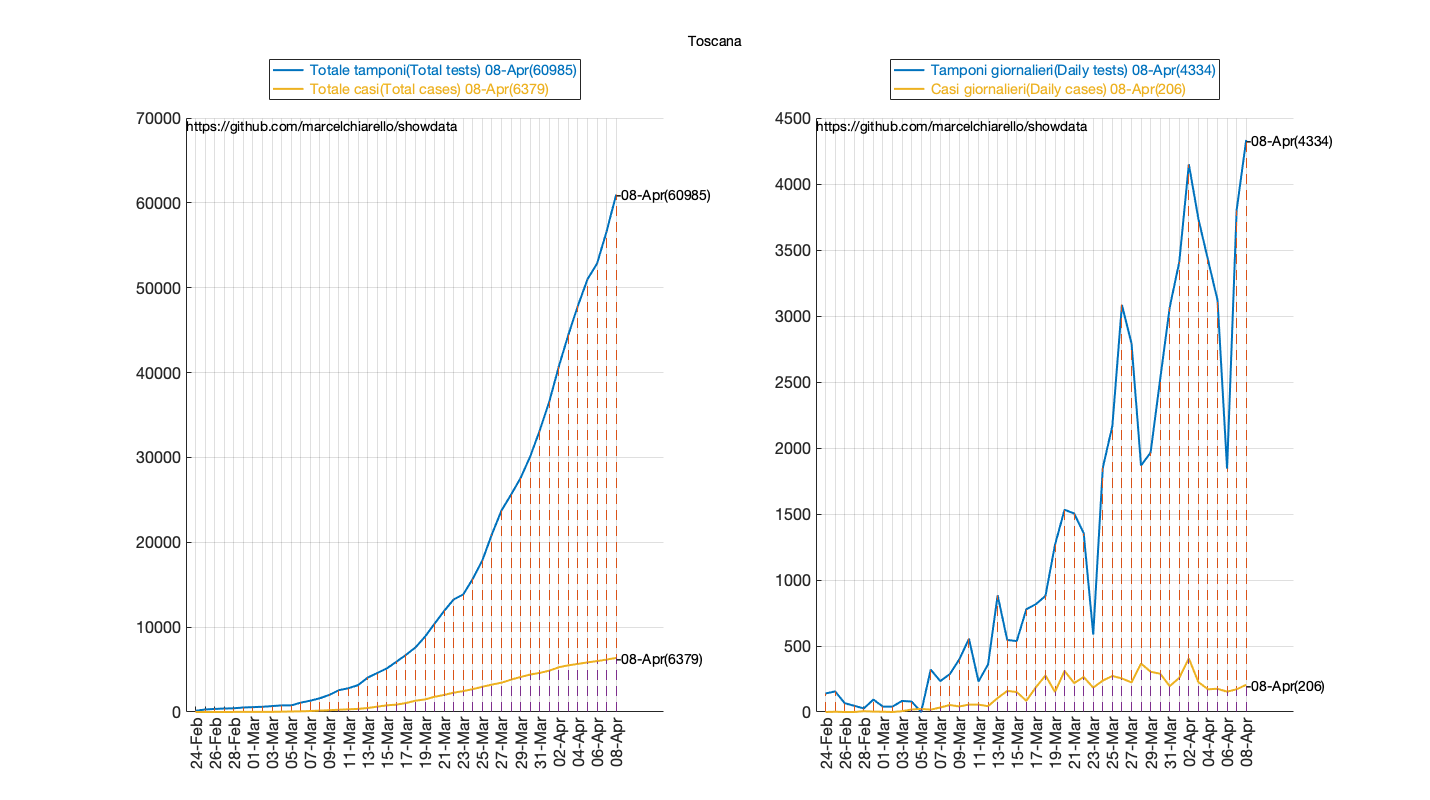 Toscana
Totale tamponi(Total tests) 08-Apr(60985)
Totale casi(Total cases) 08-Apr(6379)
70000
60000
50000
40000
30000
20000
10000
0
https://github.com/marcelchiarello/showdata
08-Apr(60985)
08-Apr(6379)
24-Feb
26-Feb
28-Feb
01-Mar
03-Mar
05-Mar
07-Mar
09-Mar
11-Mar
13-Mar
15-Mar
17-Mar
19-Mar
21-Mar
23-Mar
25-Mar
27-Mar
29-Mar
31-Mar
02-Apr
04-Apr
06-Apr
08-Apr
Tamponi giornalieri(Daily tests) 08-Apr(4334)
Casi giornalieri(Daily cases) 08-Apr(206)
4500
4000
3500
3000
2500
2000
1500
1000
500
0
https://github.com/marcelchiarello/showdata
08-Apr(4334)
08-Apr(206)
24-Feb
26-Feb
28-Feb
01-Mar
03-Mar
05-Mar
07-Mar
09-Mar
11-Mar
13-Mar
15-Mar
17-Mar
19-Mar
21-Mar
23-Mar
25-Mar
27-Mar
29-Mar
31-Mar
02-Apr
04-Apr
06-Apr
08-Apr